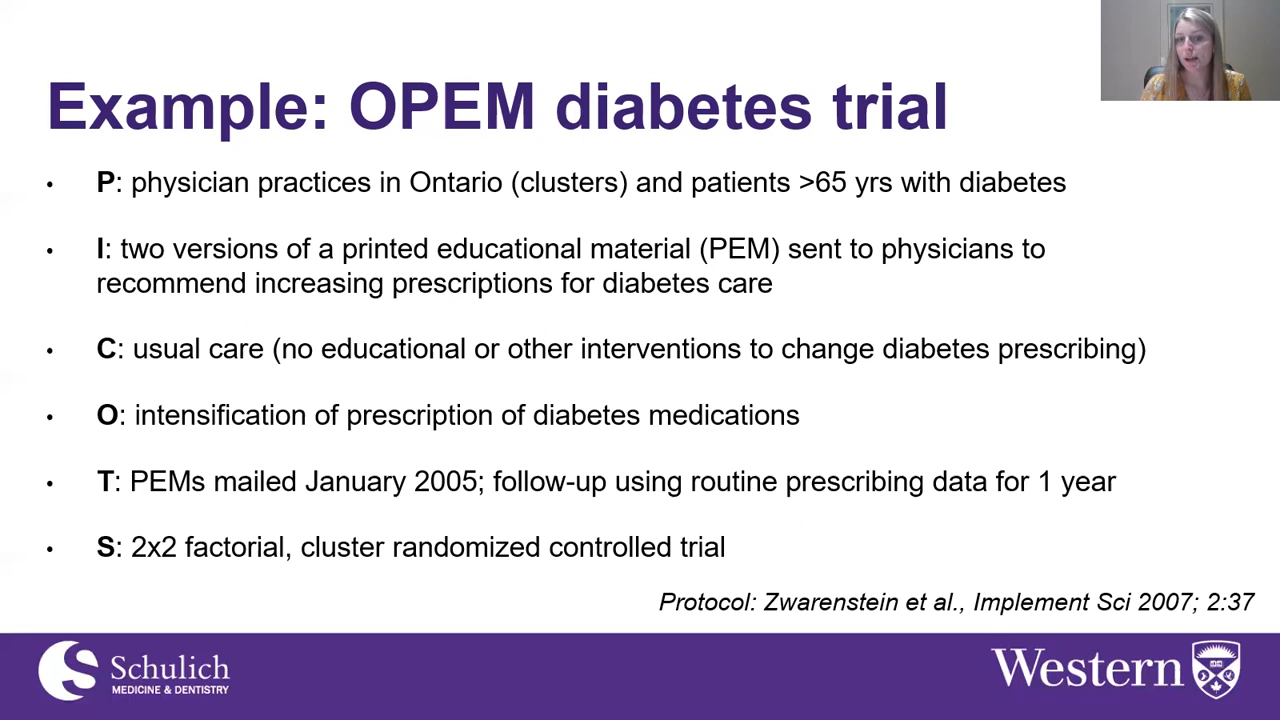 Example: OPEM diabetes trial
• P: physician practices in Ontario (clusters) and patients >65 yrs with diabetes
• I: two versions of a printed educational material (PEM) sent to physicians to
recommend increasing prescriptions for diabetes care
• C: usual care (no educational or other interventions to change diabetes prescribing)
• O: intensification of prescription of diabetes medications
• T: PEMs mailed January 2005; follow-up using routine prescribing data for 1 year
• S: 2x2 factorial, cluster randomized controlled trial
Protocol: Zwarenstein et al., Implement Sci 2007; 2:37
Schulich
MEDICINE & DENTISTRY
Western